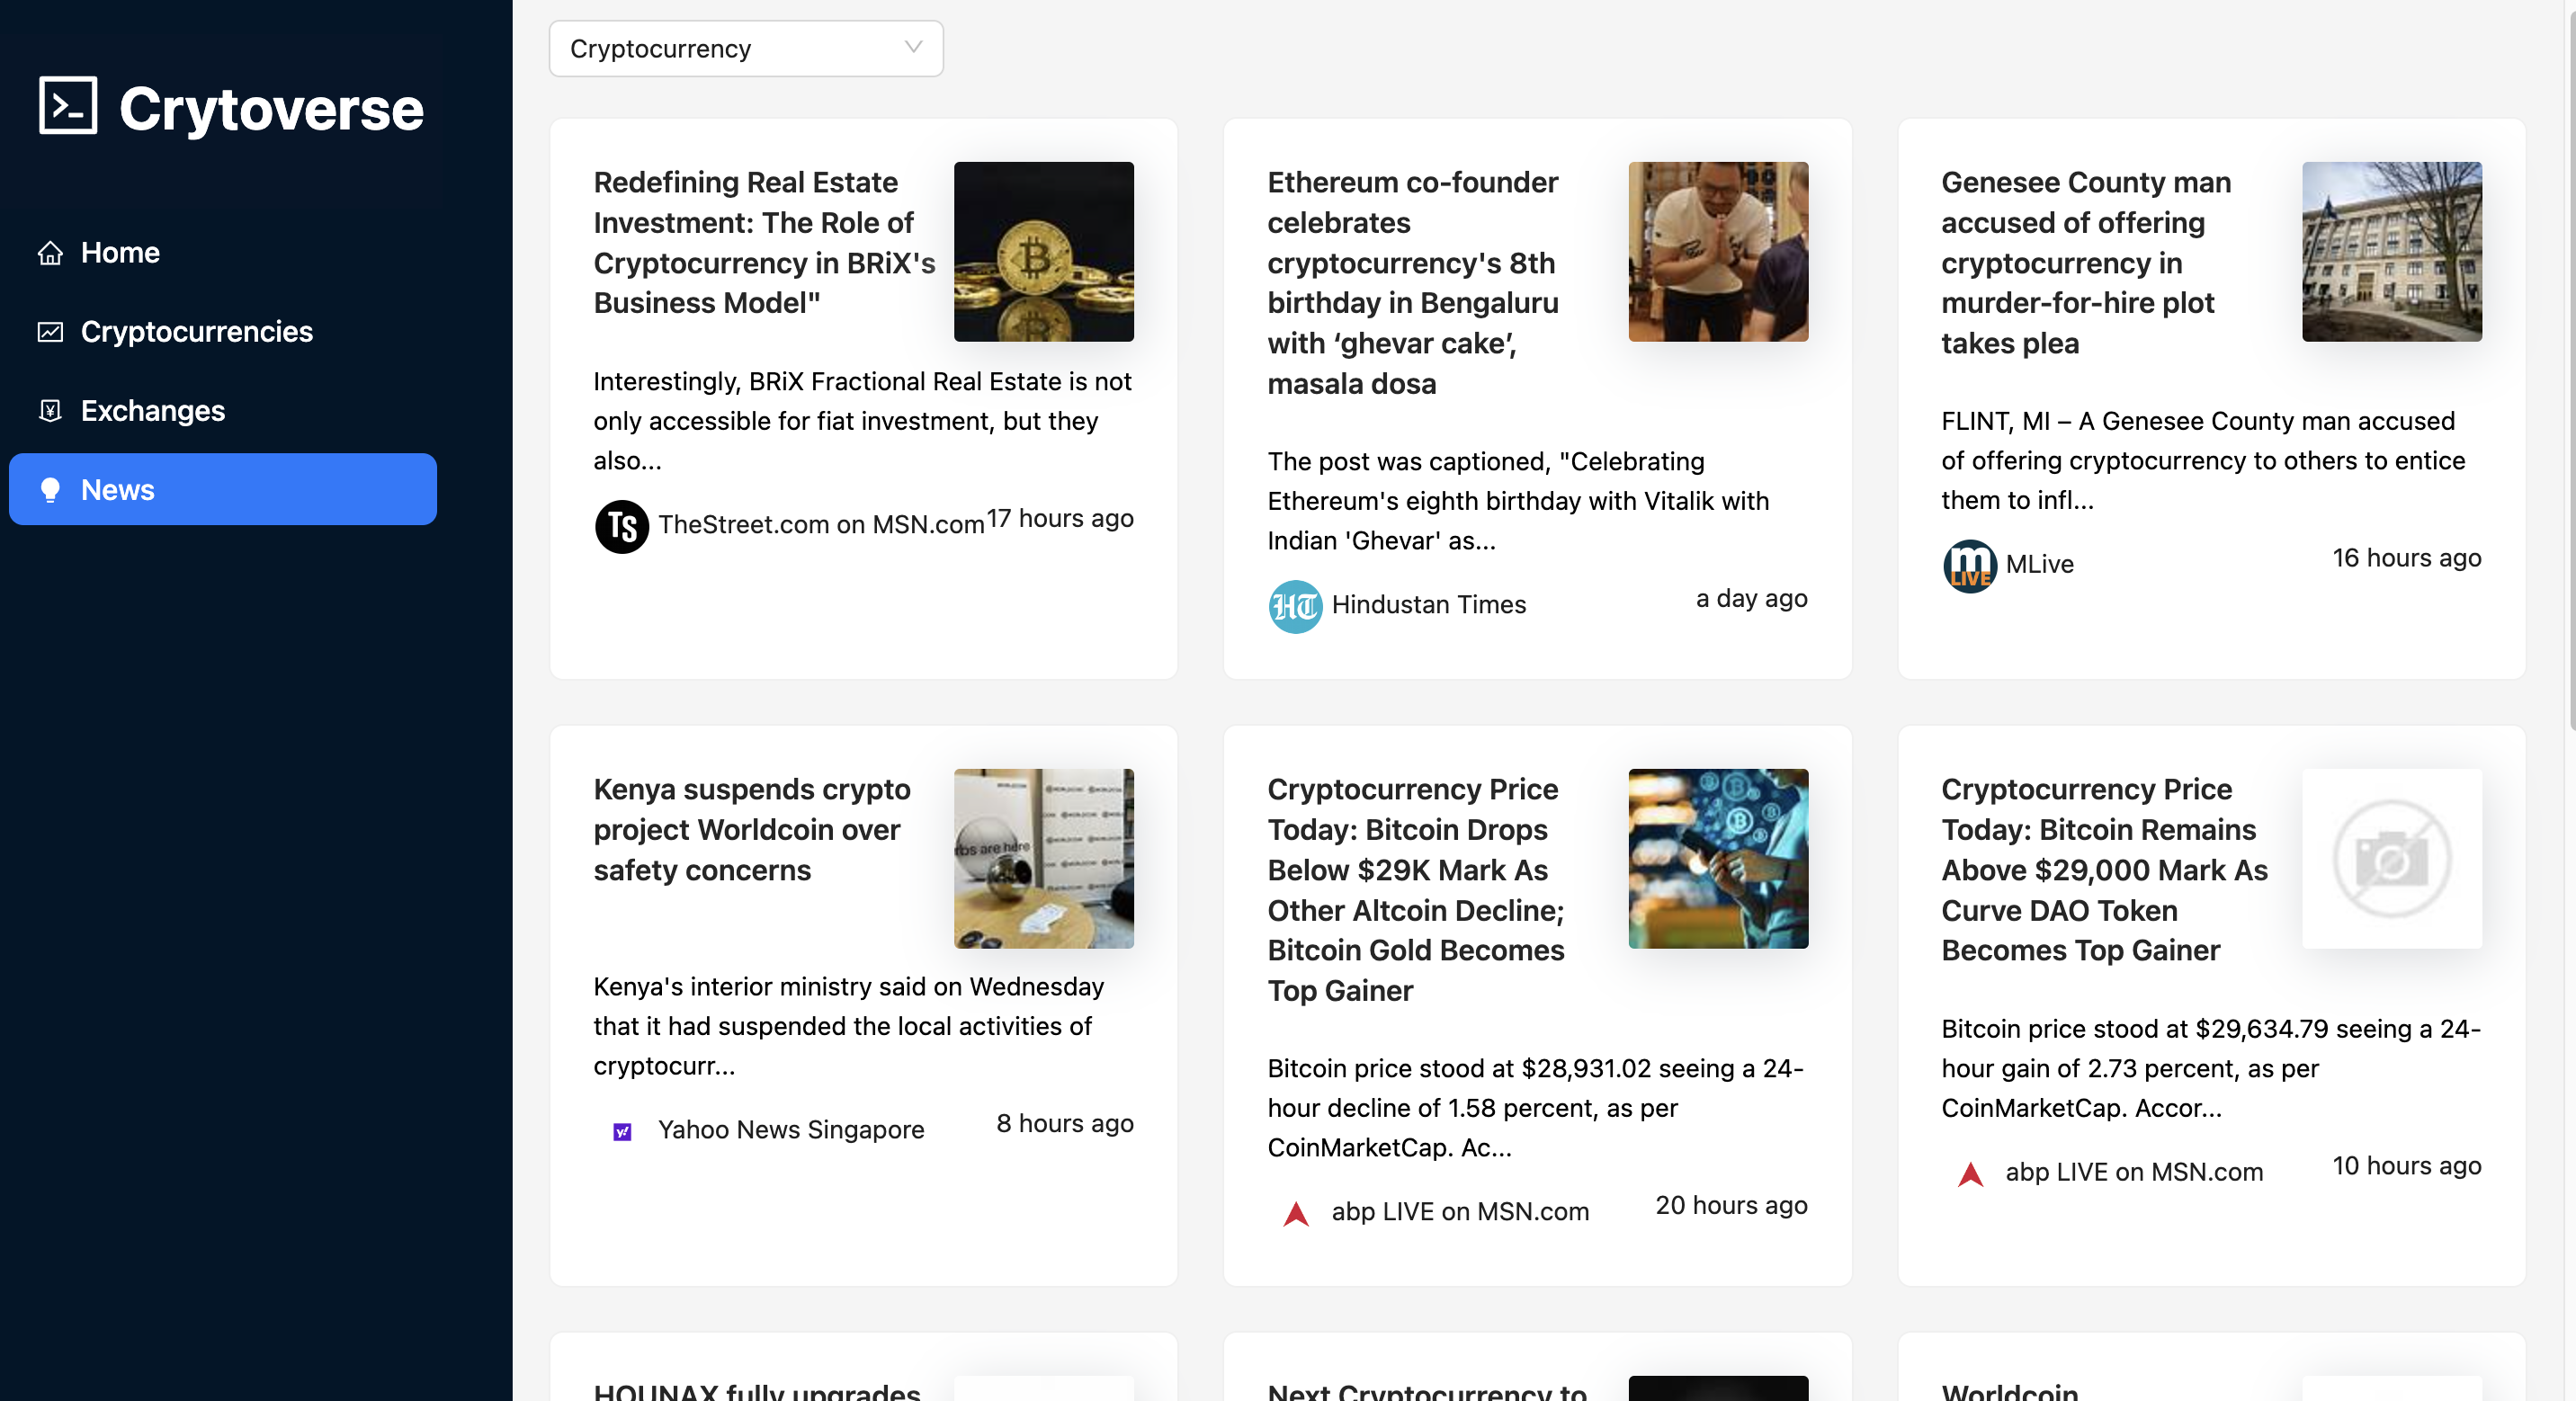 >_ Crytoverse
Home
Cryptocurrencies
Exchanges
News
Cryptocurrency
Redefining Real Estate
Investment: The Role of
Cryptocurrency in BRiX's
Business Model"
Interestingly, BRiX Fractional Real Estate is not
only accessible for fiat investment, but they
also...
TS TheStreet.com on MSN.com 17 hours ago
Ethereum co-founder
celebrates
cryptocurrency's 8th
birthday in Bengaluru
with ‘ghevar cake’,
masala dosa
The post was captioned, "Celebrating
Ethereum's eighth birthday with Vitalik with
Indian 'Ghevar' as...
HT Hindustan Times a day ago
Genesee County man
accused of offering
cryptocurrency in
murder-for-hire plot
takes plea
FLINT, MI – A Genesee County man accused
of offering cryptocurrency to others to entice
them to infl...
m LIVE MLive 16 hours ago
Kenya suspends crypto
project Worldcoin over
safety concerns
are here
Kenya's interior ministry said on Wednesday
that it had suspended the local activities of
cryptocurr...
y! Yahoo News Singapore 8 hours ago
Cryptocurrency Price
Today: Bitcoin Drops
Below $29K Mark As
Other Altcoin Decline;
Bitcoin Gold Becomes
Top Gainer
Bitcoin price stood at $28,931.02 seeing a 24-
hour decline of 1.58 percent, as per
CoinMarketCap. Ac...
abp LIVE on MSN.com 20 hours ago
Cryptocurrency Price
Today: Bitcoin Remains
Above $29,000 Mark As
Curve DAO Token
Becomes Top Gainer
Bitcoin price stood at $29,634.79 seeing a 24-
hour gain of 2.73 percent, as per
CoinMarketCap. Accor...
abp LIVE on MSN.com 10 hours ago
HOUNAX fully upgrades
Next Cryptocurrency to
Worldcoin